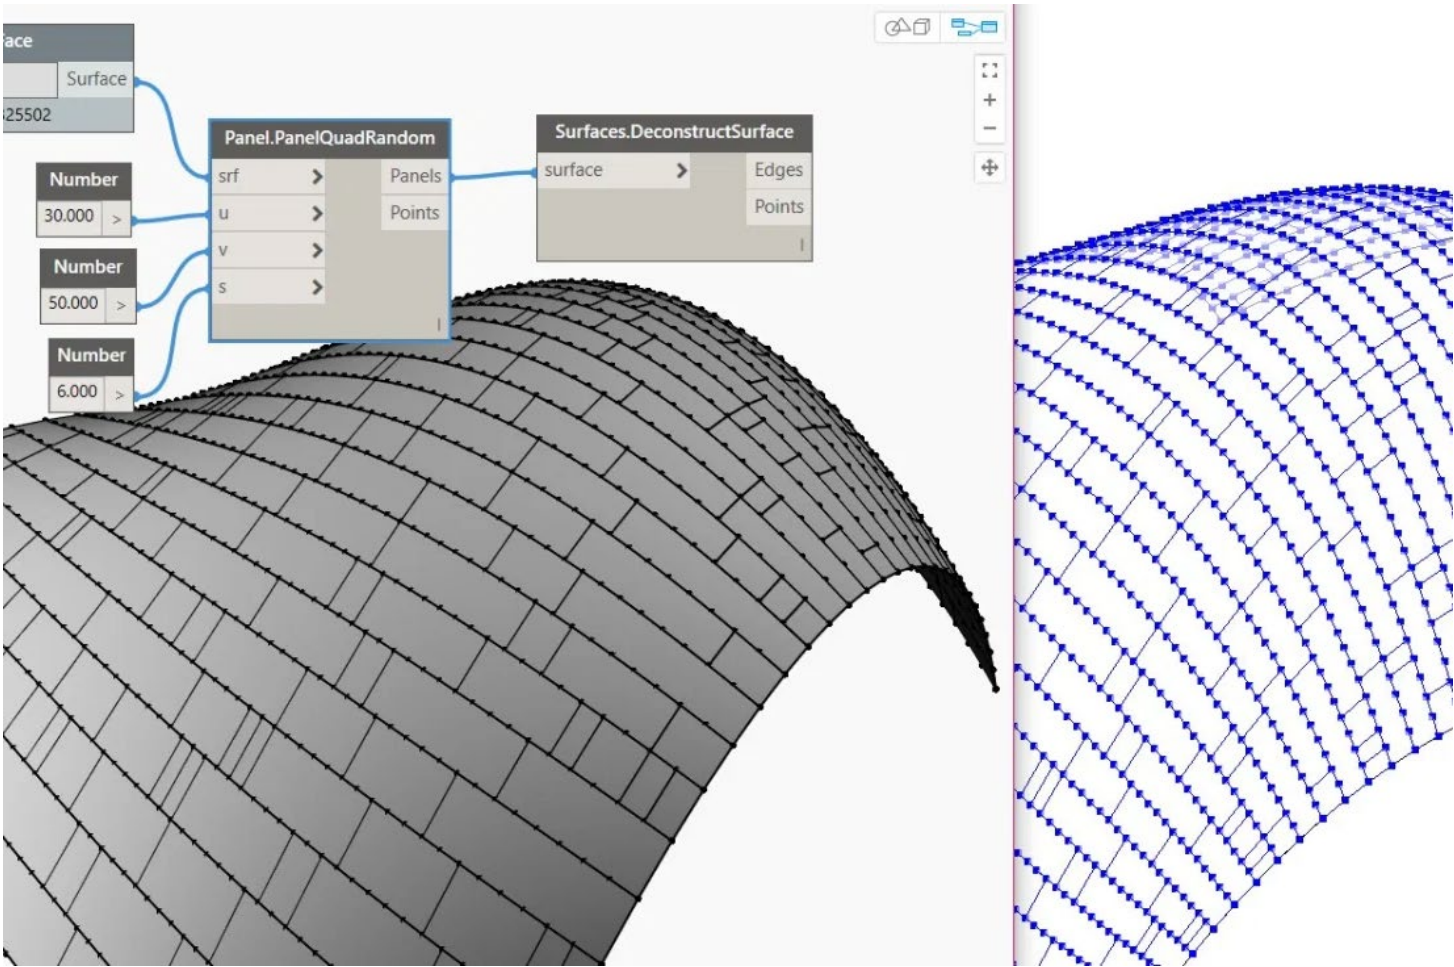 ace
Surface
25502
Number
30.000 >
Number
50.000 >
Number
6.000 >
Panel.PanelQuadRandom
srf > Panels
u > Points
v >
s >
Surfaces.DeconstructSurface
surface > Edges
Points